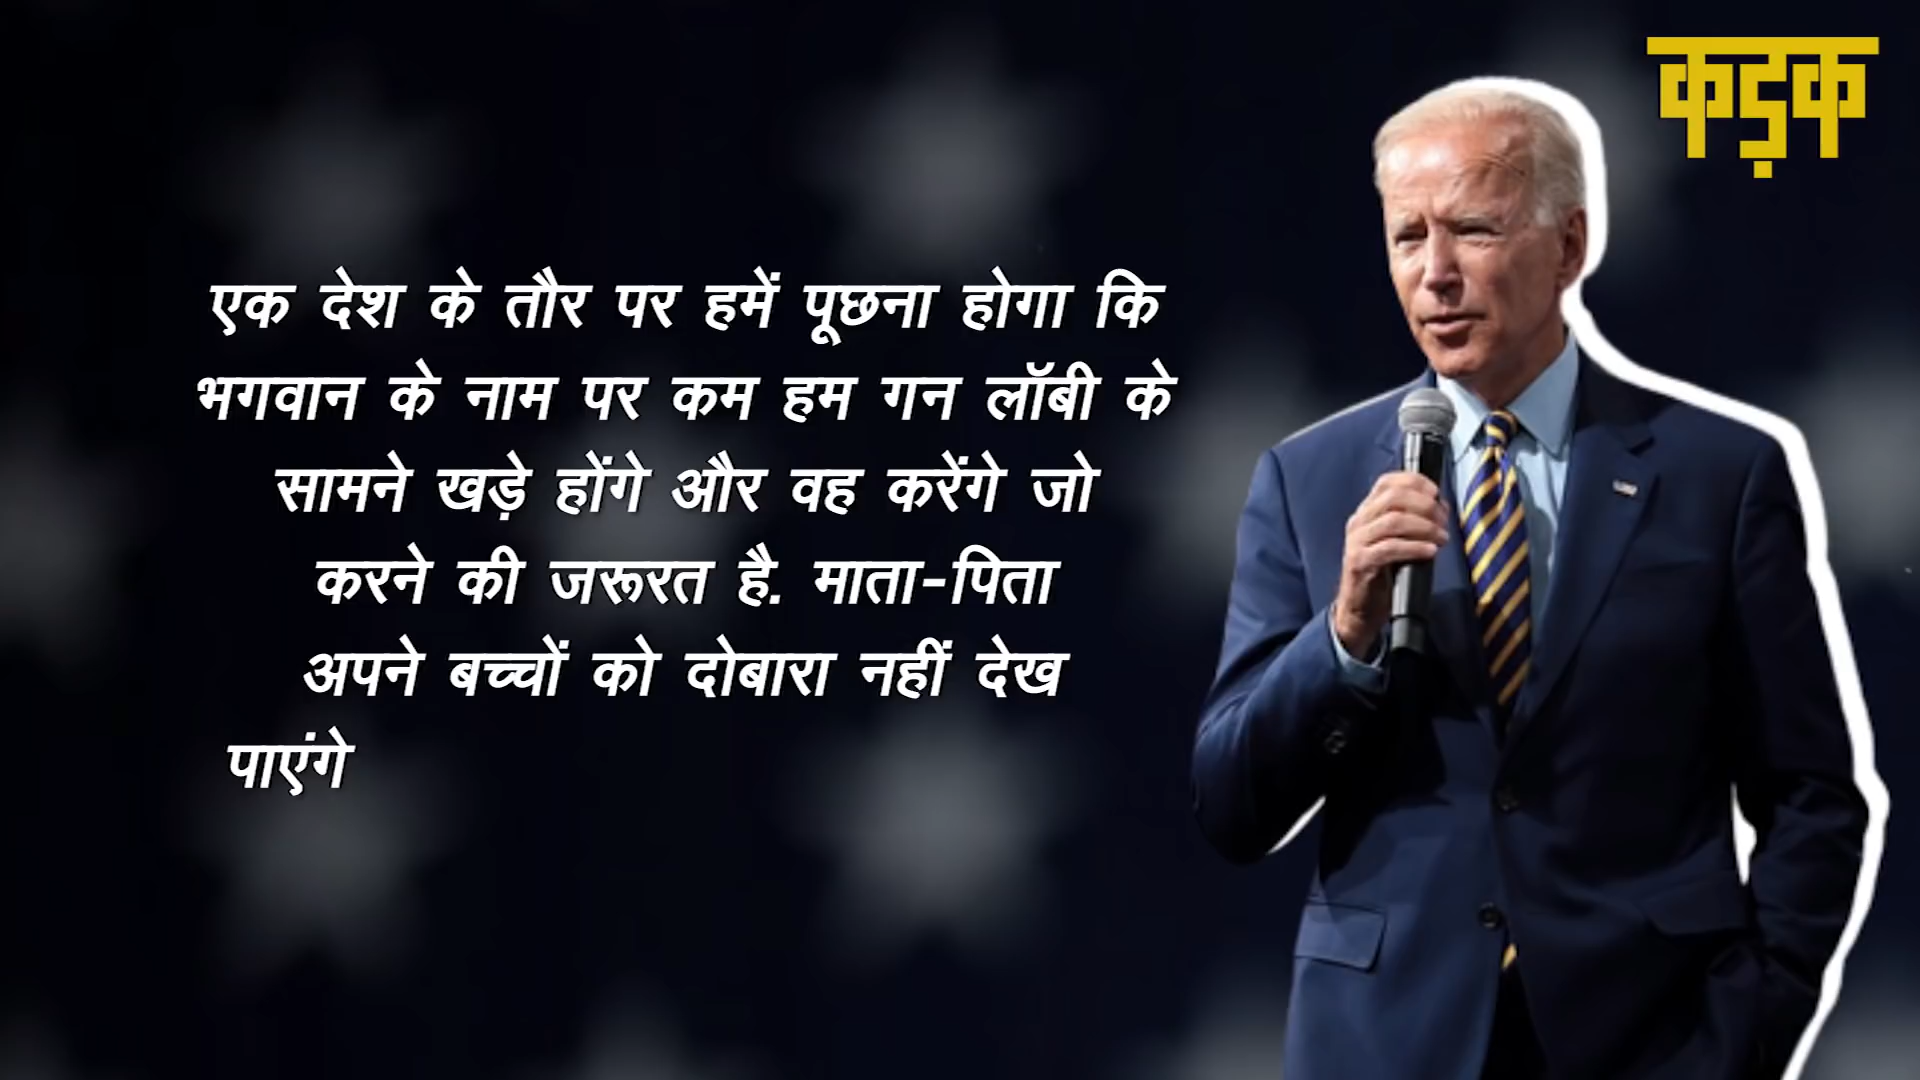 कड़क
एक देश के तौर पर हमें पूछना होगा कि
भगवान के नाम पर कम हम गन लॉबी के
सामने खड़े होंगे और वह करेंगे जो
करने की जरूरत है. माता-पिता
अपने बच्चों को दोबारा नहीं देख
पाएंगे